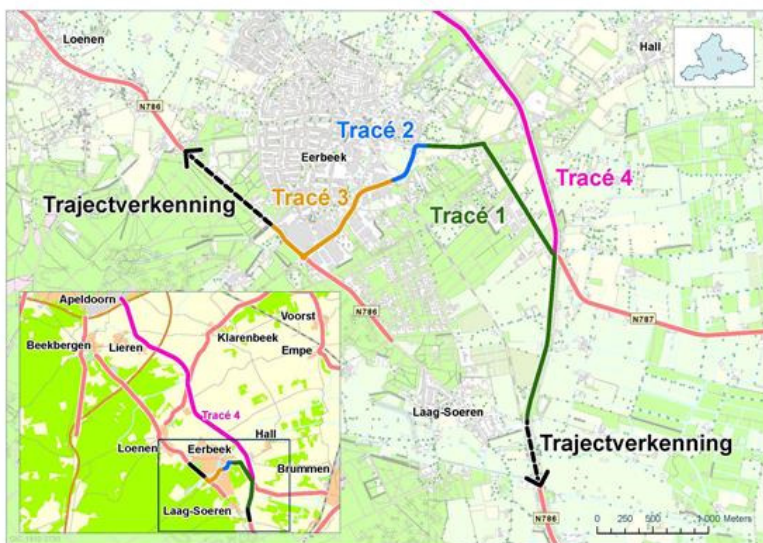 Loenen
Hall
N786
Tracé 2
Eerbeek
Tracé 4
Tracé 3
Trajectverkenning
Tracé 1
N786
N787
Laag-Soeren
Trajectverkenning
N786
0
250
500
1.000 Meters
Apeldoorn
Voorst
Klarenbeek
Beekbergen
Lieren
Empe
Tracé 4
Hall
Loenen
Eerbeek
Brummen
Laag-Soeren